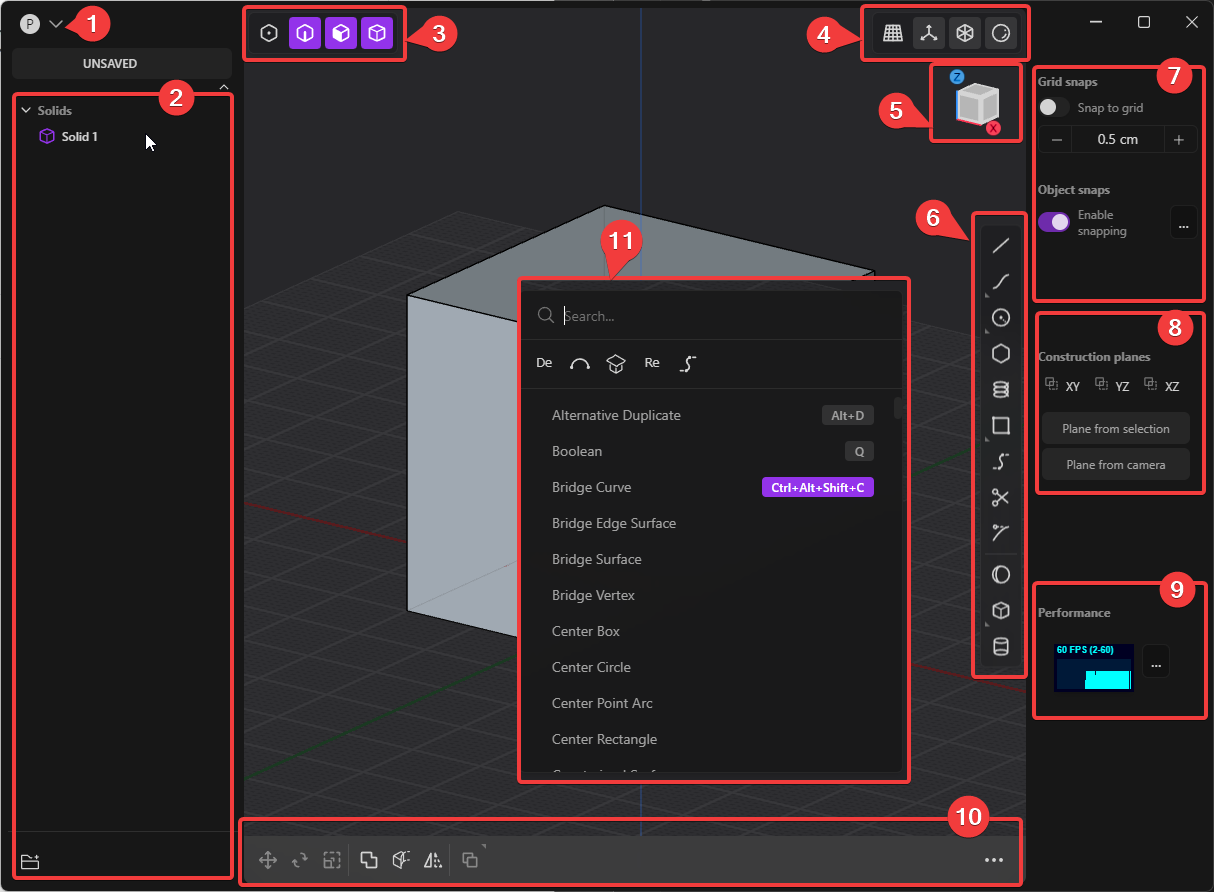 P
1
UNSAVED
2
Solids
Solid 1
3
4
Z
X
5
6
7
Grid snaps
Snap to grid
0.5 cm
Object snaps
Enable
snapping
...
8
Construction planes
XY YZ XZ
Plane from selection
Plane from camera
9
Performance
60 FPS (2-60)
...
10
11
Search...
De Re
Alternative Duplicate Alt+D
Boolean Q
Bridge Curve Ctrl+Alt+Shift+C
Bridge Edge Surface
Bridge Surface
Bridge Vertex
Center Box
Center Circle
Center Point Arc
Center Rectangle